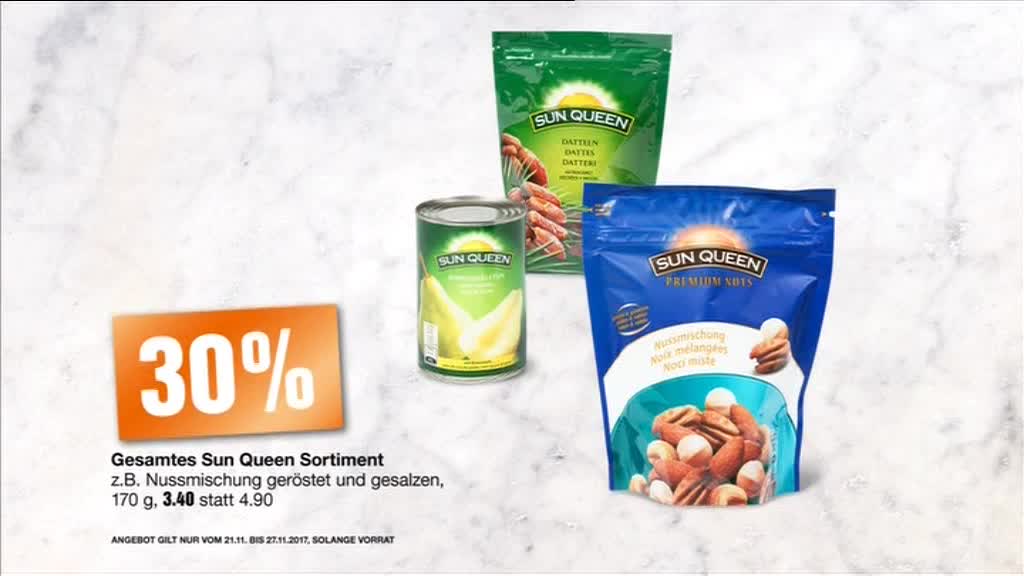 SUN QUEEN
DATTELN
DATTES
DATTERI
SUN QUEEN
SUN QUEEN
PREMIUM NUTS
Nussmischung
Noix mélangées
Noci miste
30%
Gesamtes Sun Queen Sortiment
z.B. Nussmischung geröstet und gesalzen,
170 g, 3.40 statt 4.90
ANGEBOT GILT NUR VOM 21.11. BIS 27.11.2017, SOLANGE VORRAT